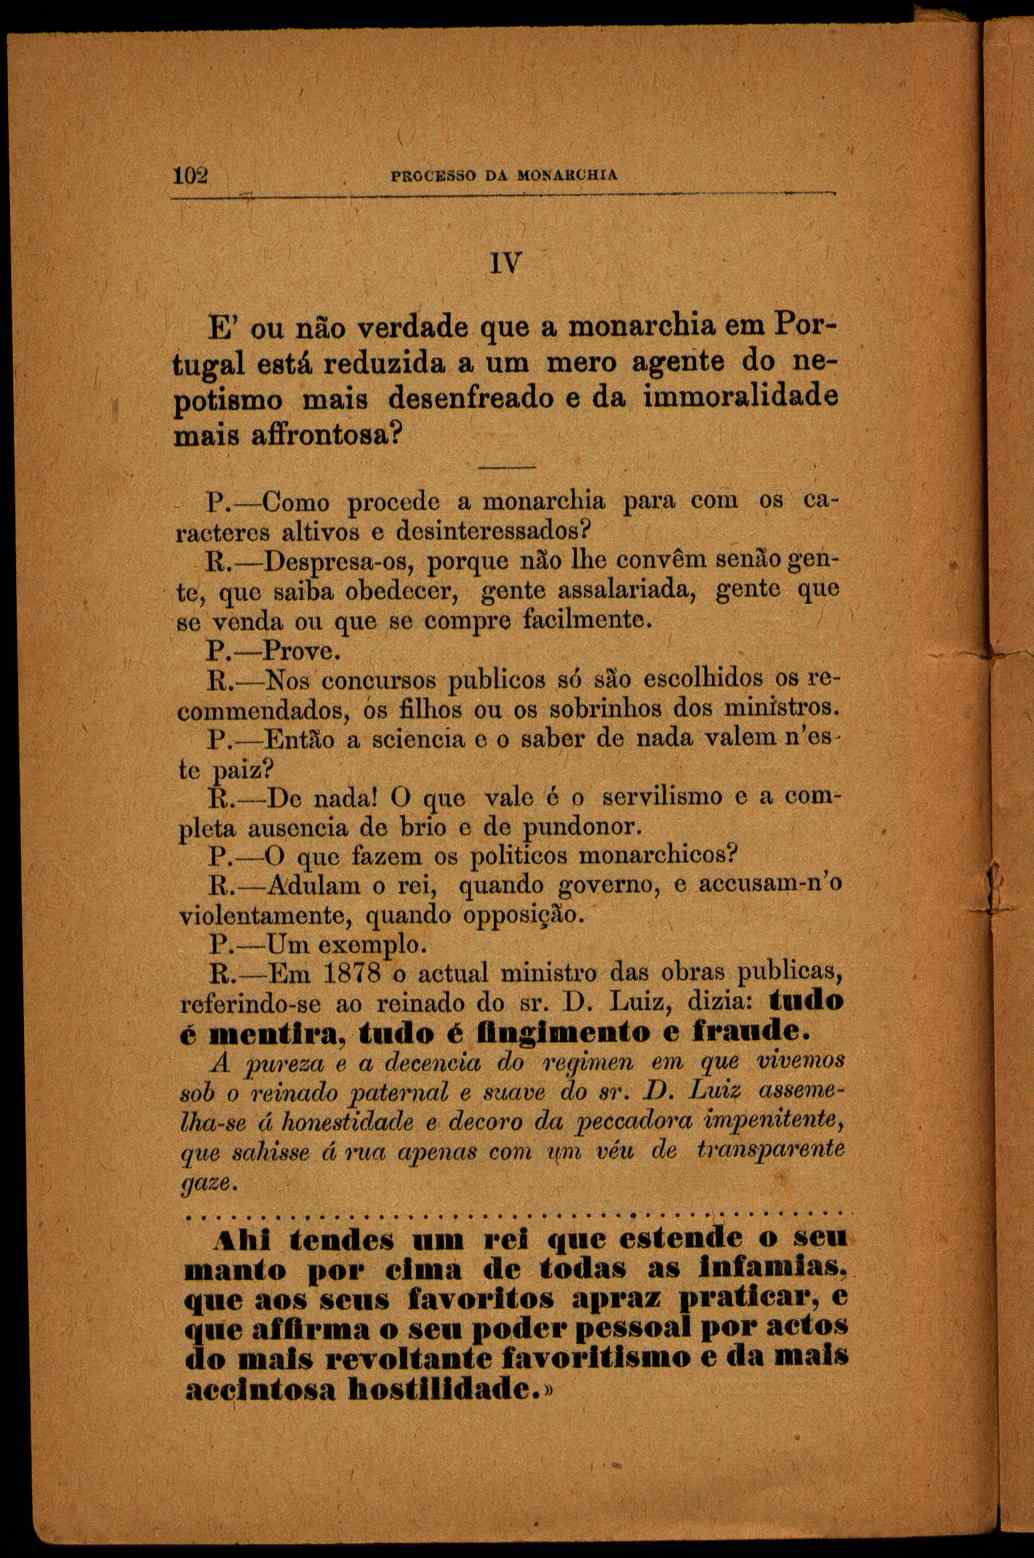 102 PROCESSO DA MONARCHIA
IV
E' ou não verdade que a monarchia em Por-
tugal está reduzida a um mero agente do ne-
potismo mais desenfreado e da immoralidade
mais affrontosa?
P.—Como procede a monarchia para com os ca-
racteres altivos e desinteressados?
R.—Despresa-os, porque não lhe convêm senão gen-
te, que saiba obedecer, gente assalariada, gente que
se venda ou que se compre facilmente.
P.—Prove.
R.—Nos concursos publicos só são escolhidos os re-
commendados, os filhos ou os sobrinhos dos ministros.
P.—Então a sciencia e o saber de nada valem n'es-
te paiz?
R.—De nada! O que vale é o servilismo e a com-
pleta ausencia de brio e de pundonor.
P.—O que fazem os politicos monarchicos?
R.—Adulam o rei, quando governo, e accusam-n'o
violentamente, quando opposição.
P.—Um exemplo.
R.—Em 1878 o actual ministro das obras publicas,
referindo-se ao reinado do sr. D. Luiz, dizia: tudo
é mentira, tudo é fingimento e fraude.
A pureza e a decencia do regimen em que vivemos
sob o reinado paternal e suave do sr. D. Luiz asseme-
lha-se á honestidade e decoro da peccadora impenitente,
que sahisse á rua apenas com um véu de transparente
gaze.
..............................................
Ahi tendes um rei que estende o seu
manto por cima de todas as infamias,
que aos seus favoritos apraz praticar, e
que affirma o seu poder pessoal por actos
do mais revoltante favoritismo e da mais
accintosa hostilidade.»